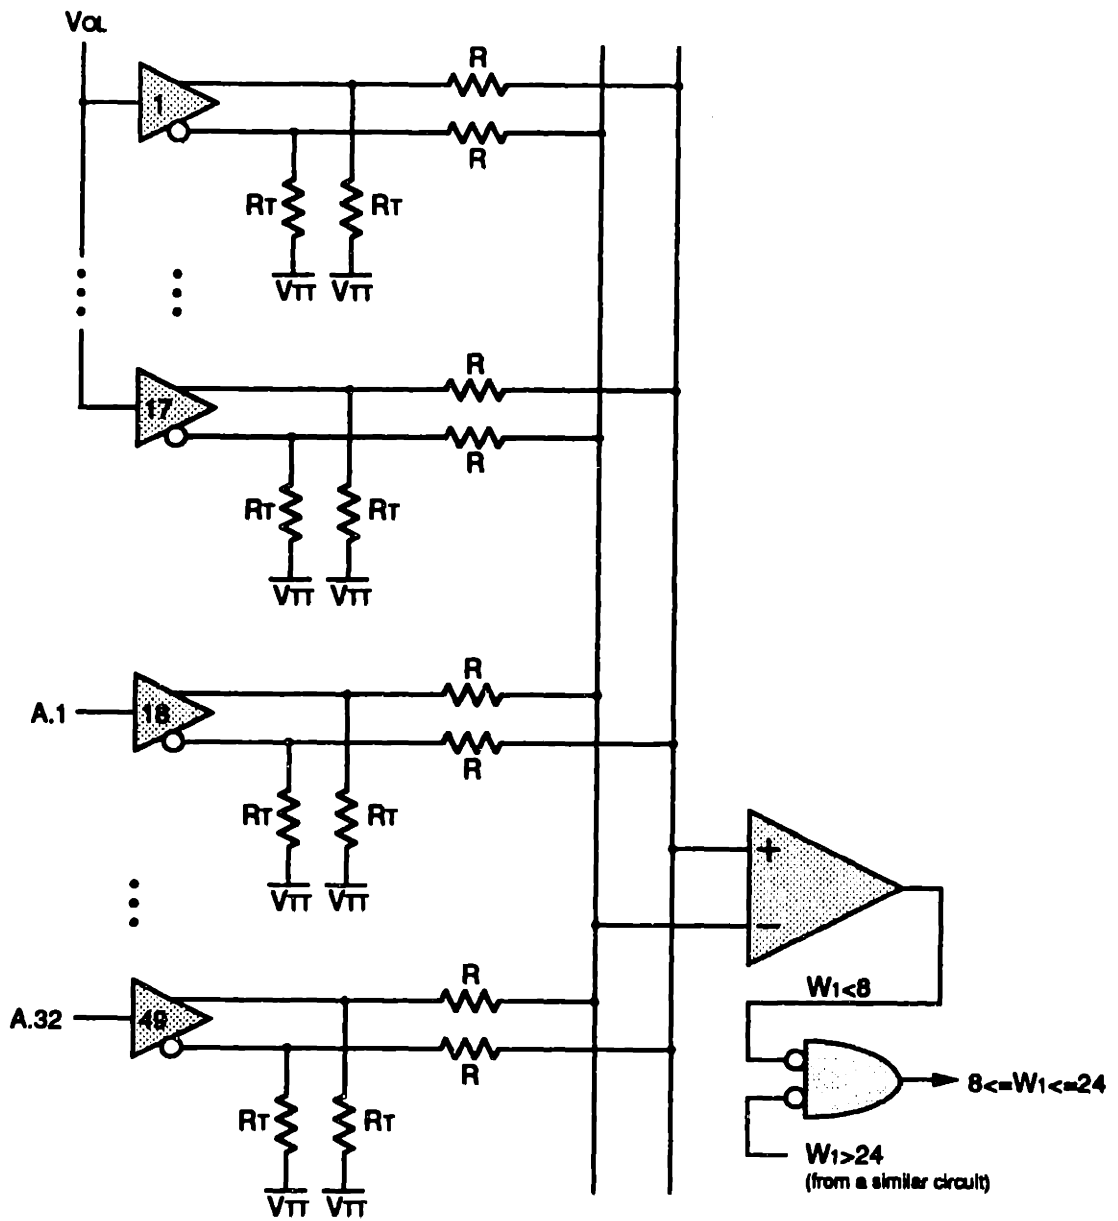 VOL
1
R
R
RT
RT
VTT
VTT
17
R
R
RT
RT
VTT
VTT
A.1
18
R
R
RT
RT
VTT
VTT
+
−
W1<8
A.32
49
R
R
RT
RT
VTT
VTT
8<=W1<=24
W1>24
(from a similar circuit)